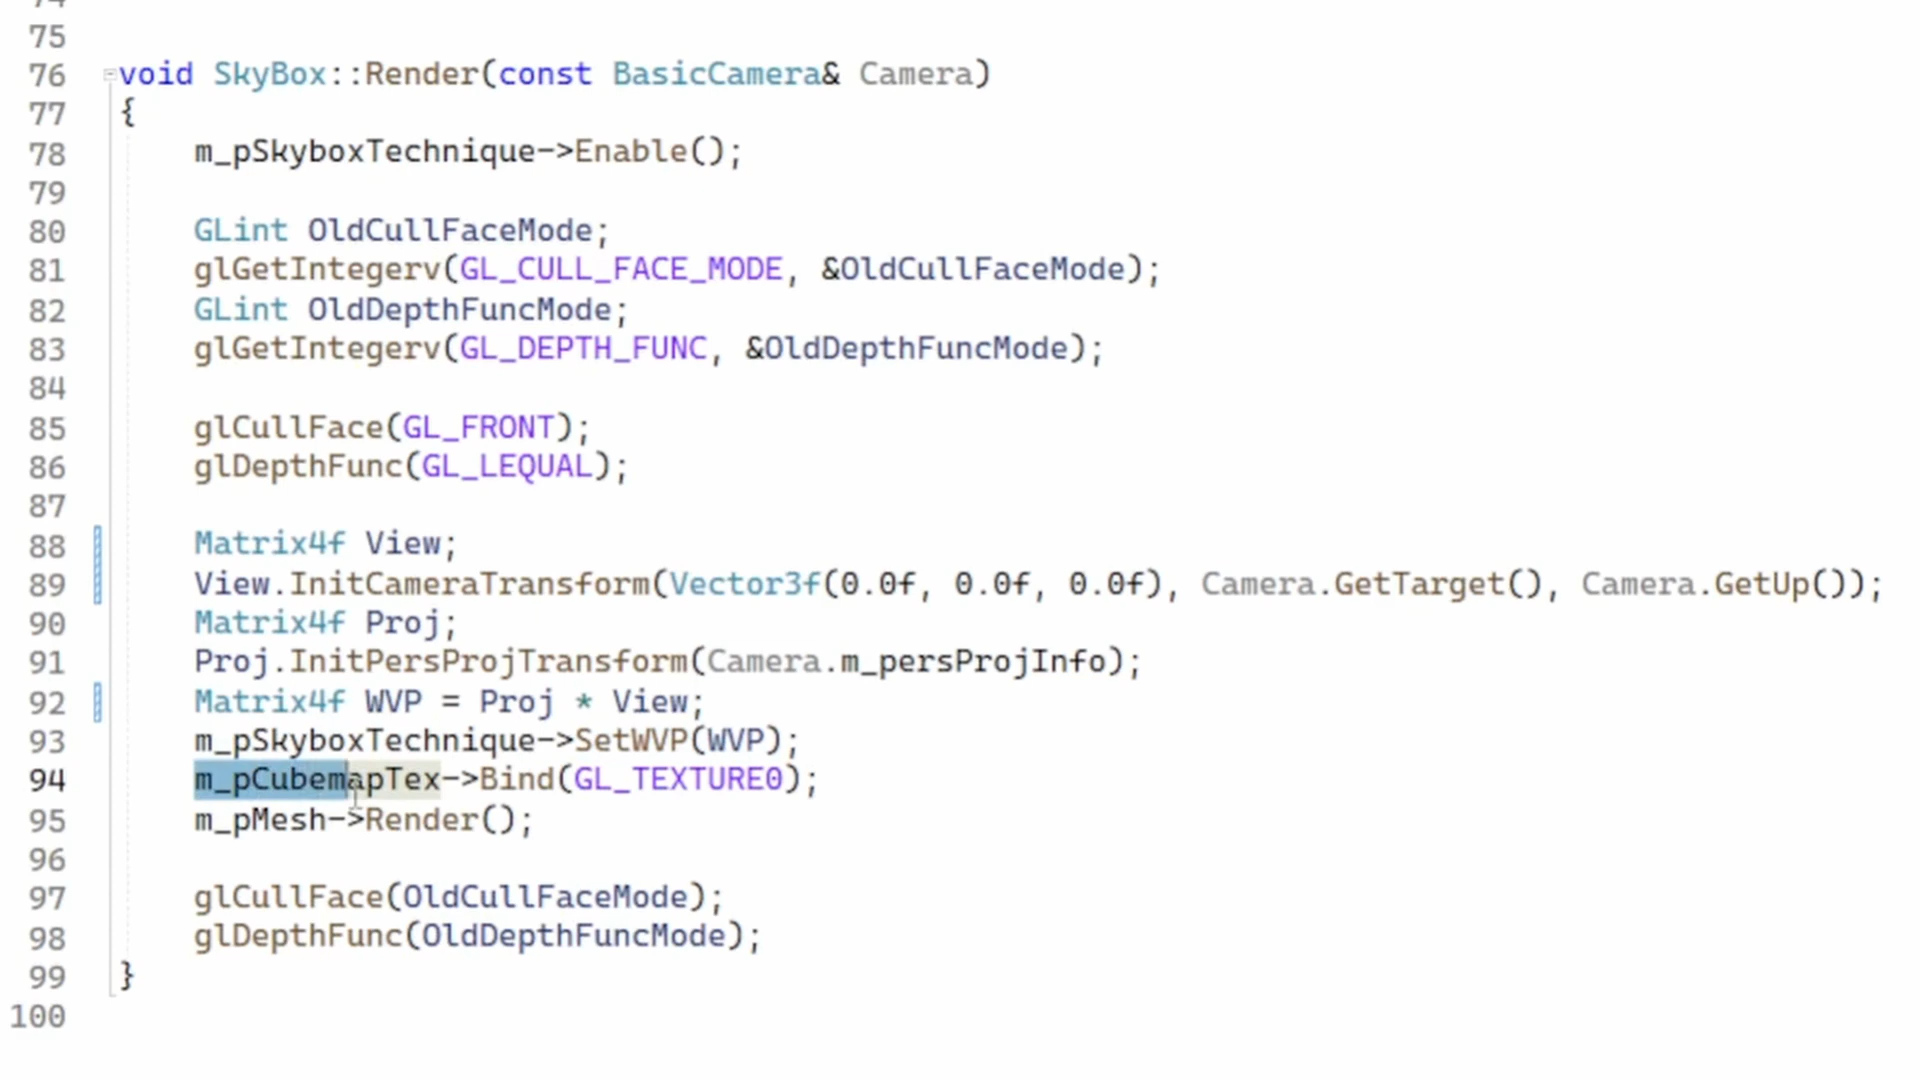 74
75
76 void SkyBox::Render(const BasicCamera& Camera)
77 {
78 m_pSkyboxTechnique->Enable();
79
80 GLint OldCullFaceMode;
81 glGetIntegerv(GL_CULL_FACE_MODE, &OldCullFaceMode);
82 GLint OldDepthFuncMode;
83 glGetIntegerv(GL_DEPTH_FUNC, &OldDepthFuncMode);
84
85 glCullFace(GL_FRONT);
86 glDepthFunc(GL_LEQUAL);
87
88 Matrix4f View;
89 View.InitCameraTransform(Vector3f(0.0f, 0.0f, 0.0f), Camera.GetTarget(), Camera.GetUp());
90 Matrix4f Proj;
91 Proj.InitPersProjTransform(Camera.m_persProjInfo);
92 Matrix4f WVP = Proj * View;
93 m_pSkyboxTechnique->SetWVP(WVP);
94 m_pCubemapTex->Bind(GL_TEXTURE0);
95 m_pMesh->Render();
96
97 glCullFace(OldCullFaceMode);
98 glDepthFunc(OldDepthFuncMode);
99 }
100